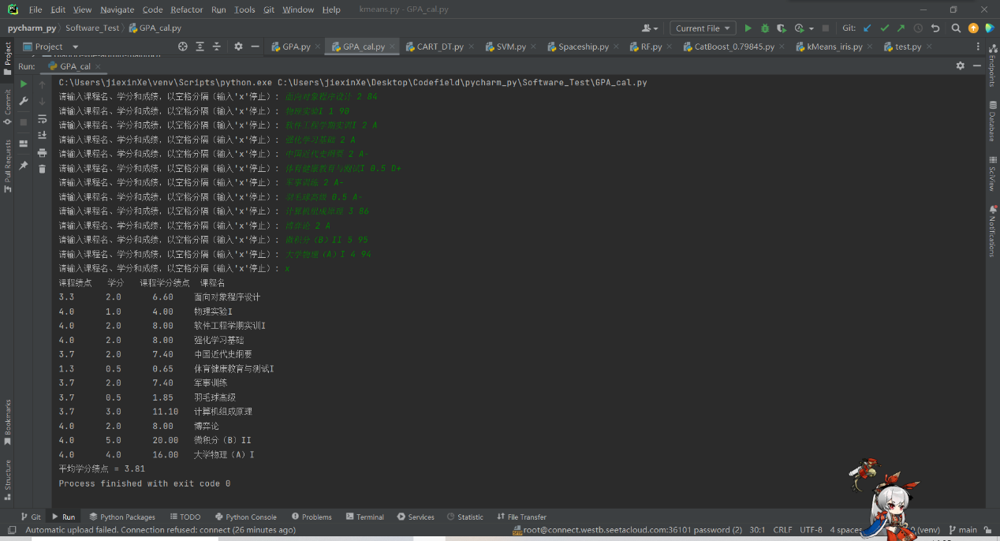 File Edit View Navigate Code Refactor Run Tools Git Window Help kmeans.py - GPA_cal.py
pycharm_py Software_Test GPA_cal.py Current File Git:
Project GPA.py GPA_cal.py CART_DT.py SVM.py Spaceship.py RF.py CatBoost_0.79845.py kMeans_iris.py test.py
Run: GPA_cal
C:\Users\jiexinXe\venv\Scripts\python.exe C:\Users\jiexinXe\Desktop\Codefield\pycharm_py\Software_Test\GPA_cal.py
请输入课程名、学分和成绩，以空格分隔（输入'x'停止）: 面向对象程序设计 2 84
请输入课程名、学分和成绩，以空格分隔（输入'x'停止）: 物理实验I 1 90
请输入课程名、学分和成绩，以空格分隔（输入'x'停止）: 软件工程学期实训I 2 A
请输入课程名、学分和成绩，以空格分隔（输入'x'停止）: 强化学习基础 2 A
请输入课程名、学分和成绩，以空格分隔（输入'x'停止）: 中国近代史纲要 2 A-
请输入课程名、学分和成绩，以空格分隔（输入'x'停止）: 体育健康教育与测试I 0.5 D+
请输入课程名、学分和成绩，以空格分隔（输入'x'停止）: 军事训练 2 A-
请输入课程名、学分和成绩，以空格分隔（输入'x'停止）: 羽毛球高级 0.5 A-
请输入课程名、学分和成绩，以空格分隔（输入'x'停止）: 计算机组成原理 3 86
请输入课程名、学分和成绩，以空格分隔（输入'x'停止）: 博弈论 2 A
请输入课程名、学分和成绩，以空格分隔（输入'x'停止）: 微积分（B）II 5 95
请输入课程名、学分和成绩，以空格分隔（输入'x'停止）: 大学物理（A）I 4 94
请输入课程名、学分和成绩，以空格分隔（输入'x'停止）: x
课程绩点 学分 课程学分绩点 课程名
3.3 2.0 6.60 面向对象程序设计
4.0 1.0 4.00 物理实验I
4.0 2.0 8.00 软件工程学期实训I
4.0 2.0 8.00 强化学习基础
3.7 2.0 7.40 中国近代史纲要
1.3 0.5 0.65 体育健康教育与测试I
3.7 2.0 7.40 军事训练
3.7 0.5 1.85 羽毛球高级
3.7 3.0 11.10 计算机组成原理
4.0 2.0 8.00 博弈论
4.0 5.0 20.00 微积分（B）II
4.0 4.0 16.00 大学物理（A）I
平均学分绩点 = 3.81
Process finished with exit code 0
Project
Commit
Pull Requests
Bookmarks
Structure
Endpoints
Database
SciView
Notifications
Git Run Python Packages TODO Python Console Problems Terminal Services Statistic File Transfer
Automatic upload failed. Connection refused: connect (26 minutes ago) root@connect.westb.seetacloud.com:36101 password (2) 30:1 CRLF UTF-8 4 spaces (venv) main